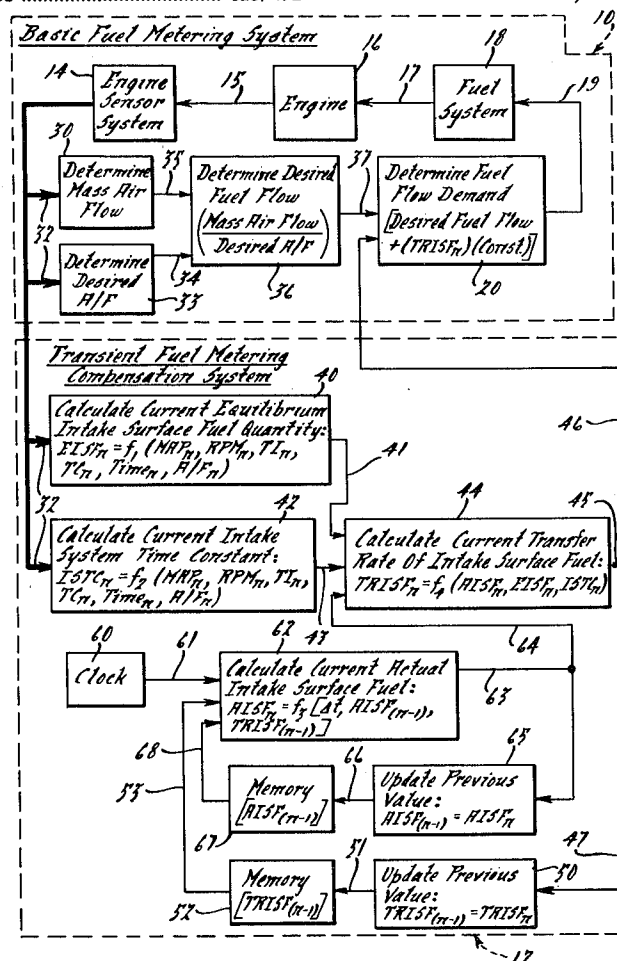 Basic Fuel Metering System
10
14
Engine
Sensor
System
15
16
Engine
17
18
Fuel
System
19
30
Determine
Mass Air
Flow
32
35
Determine Desired
Fuel Flow
(Mass Air Flow
Desired A/F)
36
37
Determine Fuel
Flow Demand
[Desired Fuel Flow
+(TRISFn)(Const)]
20
32
Determine
Desired
A/F
33
34
Transient Fuel Metering
Compensation System
40
Calculate Current Equilibrium
Intake Surface Fuel Quantity:
EISFn = f1 (MAPn, RPMn, TIn,
TCn, Timen, A/Fn)
41
46
32
42
Calculate Current Intake
System Time Constant:
ISTCn = f2 (MAPn, RPMn, TIn,
TCn, Timen, A/Fn)
43
44
Calculate Current Transfer
Rate Of Intake Surface Fuel:
TRISFn = f4 (AISFn, EISFn, ISTCn)
45
64
60
Clock
61
62
Calculate Current Actual
Intake Surface Fuel:
AISFn = f3 [Δt, AISF(n-1),
TRISF(n-1)]
63
68
53
Memory
[AISF(n-1)]
67
66
65
Update Previous
Value:
AISF(n-1) = AISFn
47
Memory
[TRISF(n-1)]
52
51
50
Update Previous
Value:
TRISF(n-1) = TRISFn
12